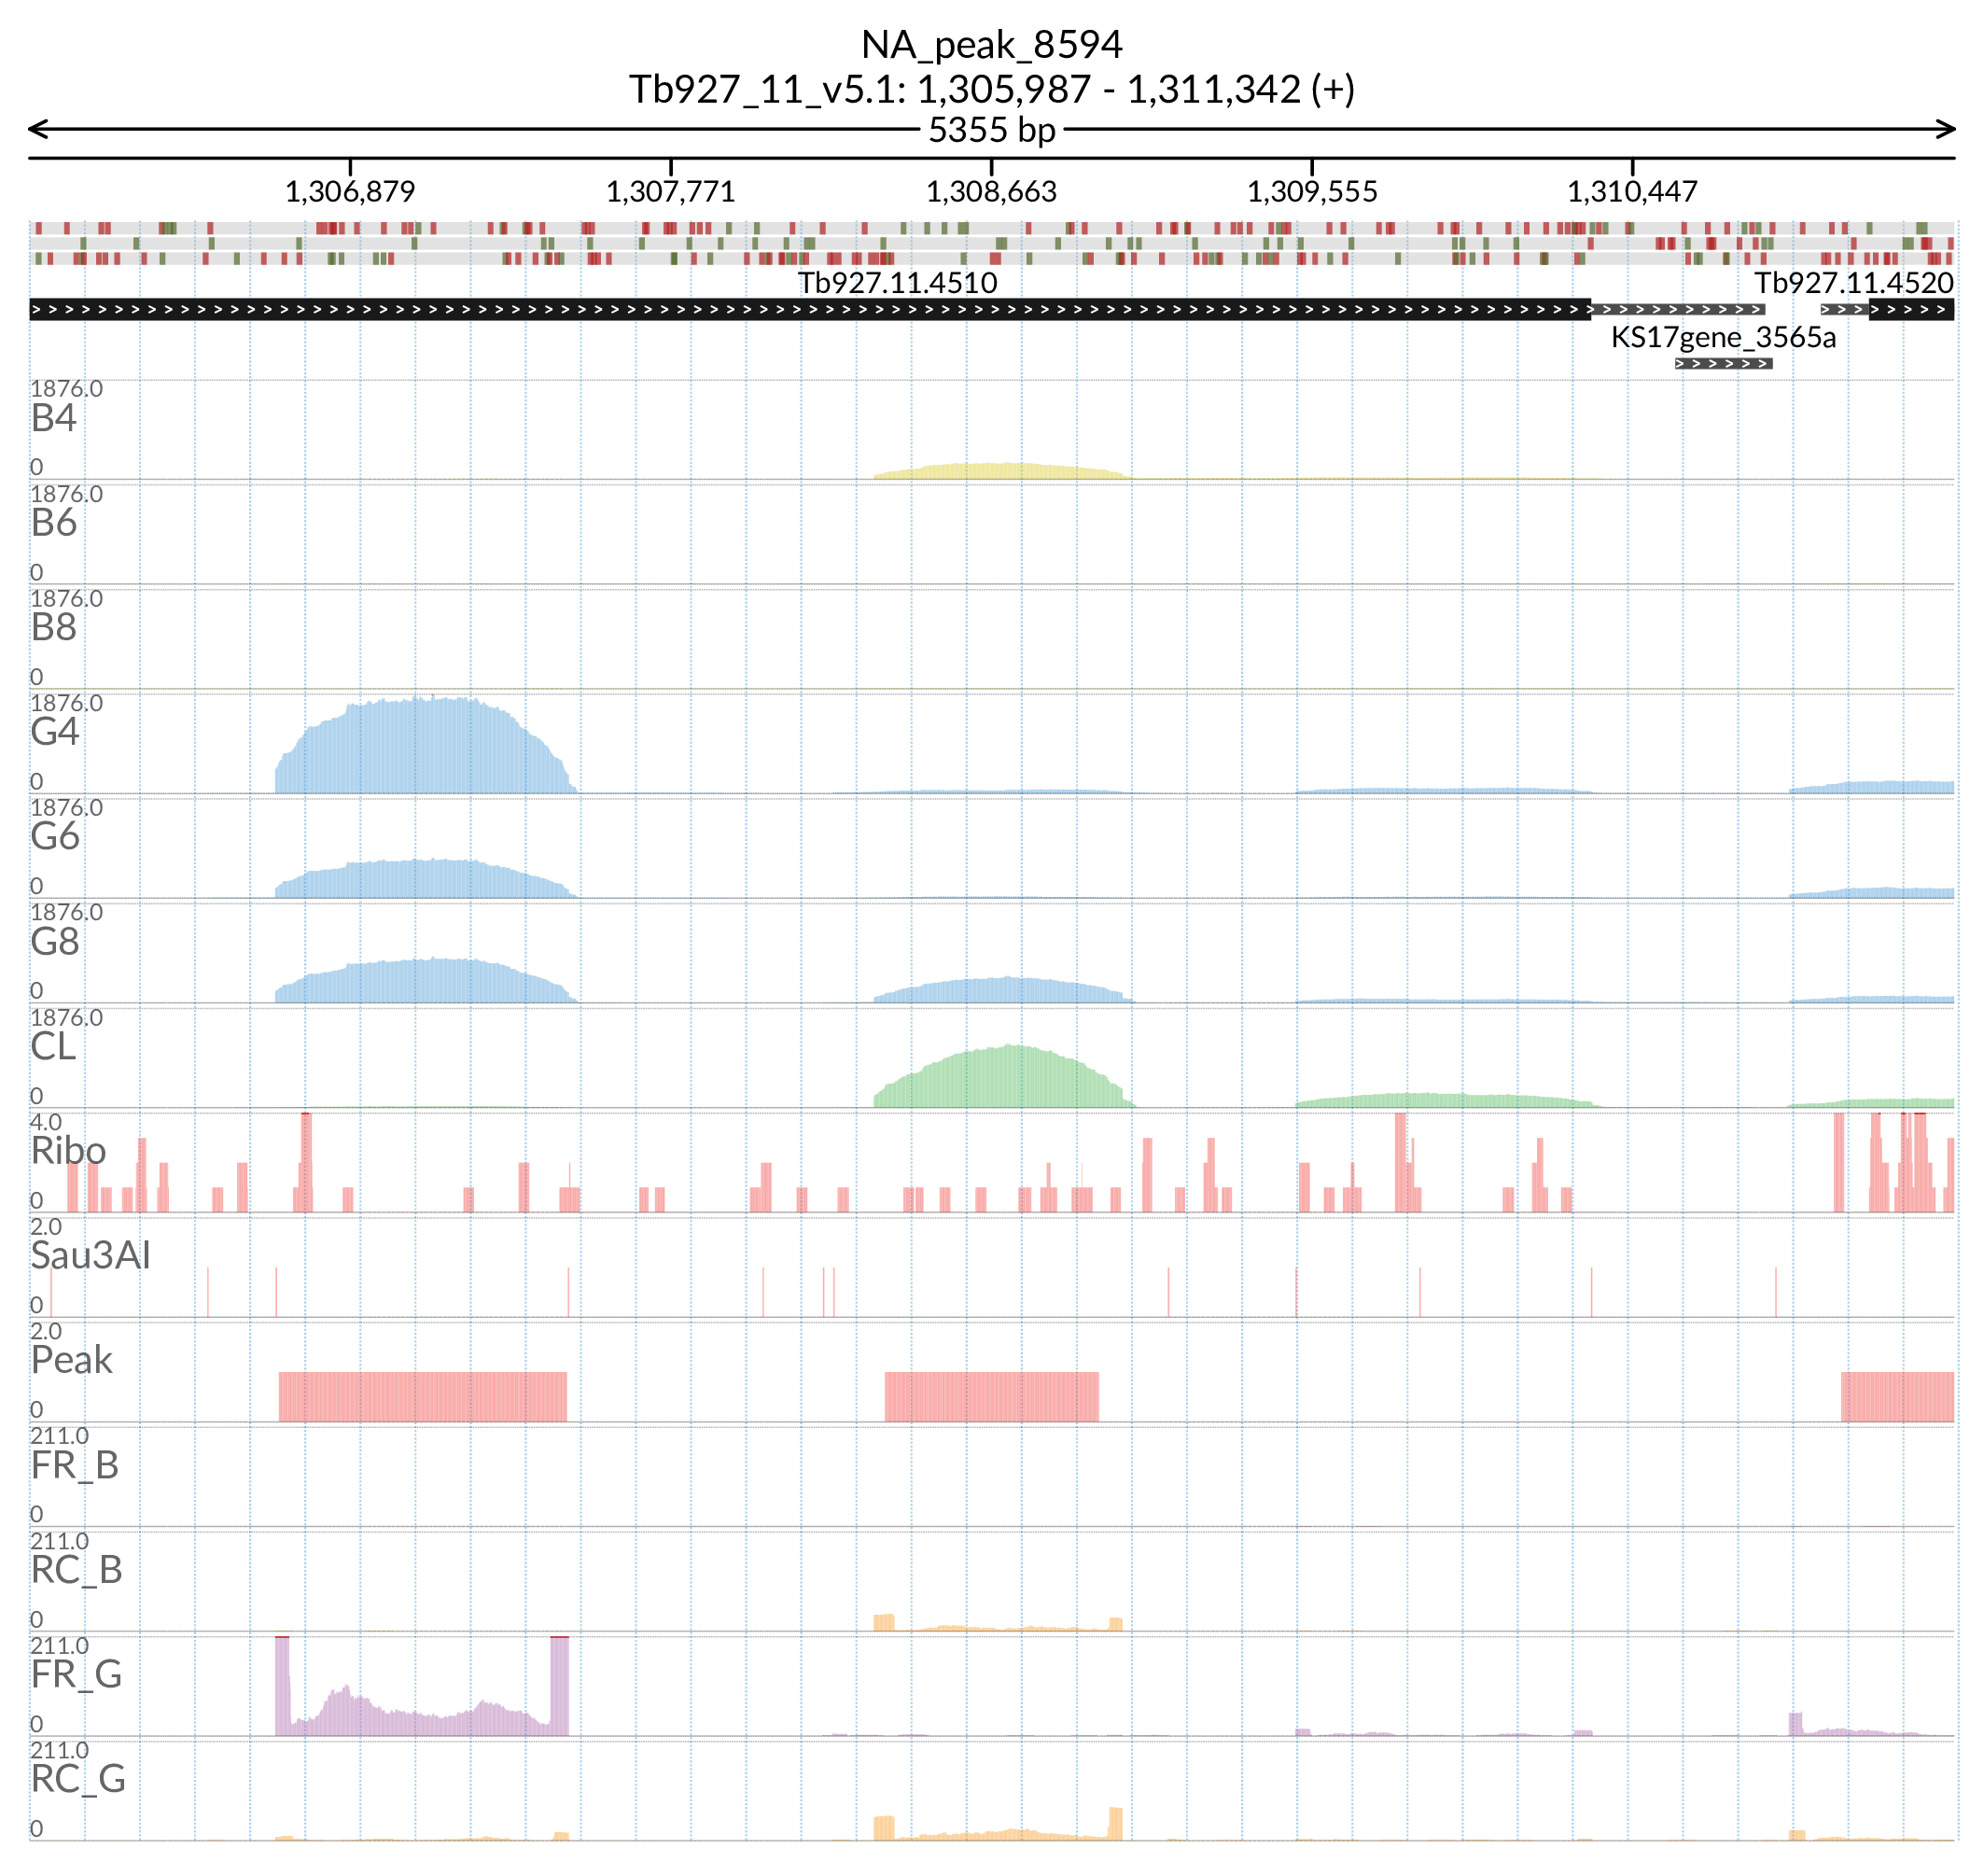 NA_peak_8594
Tb927_11_v5.1: 1,305,987 - 1,311,342 (+)
5355 bp
1,306,879 1,307,771 1,308,663 1,309,555 1,310,447
Tb927.11.4510 Tb927.11.4520
KS17gene_3565a
1876.0
B4
0
1876.0
B6
0
1876.0
B8
0
1876.0
G4
0
1876.0
G6
0
1876.0
G8
0
1876.0
CL
0
4.0
Ribo
0
2.0
Sau3AI
0
2.0
Peak
0
211.0
FR_B
0
211.0
RC_B
0
211.0
FR_G
0
211.0
RC_G
0